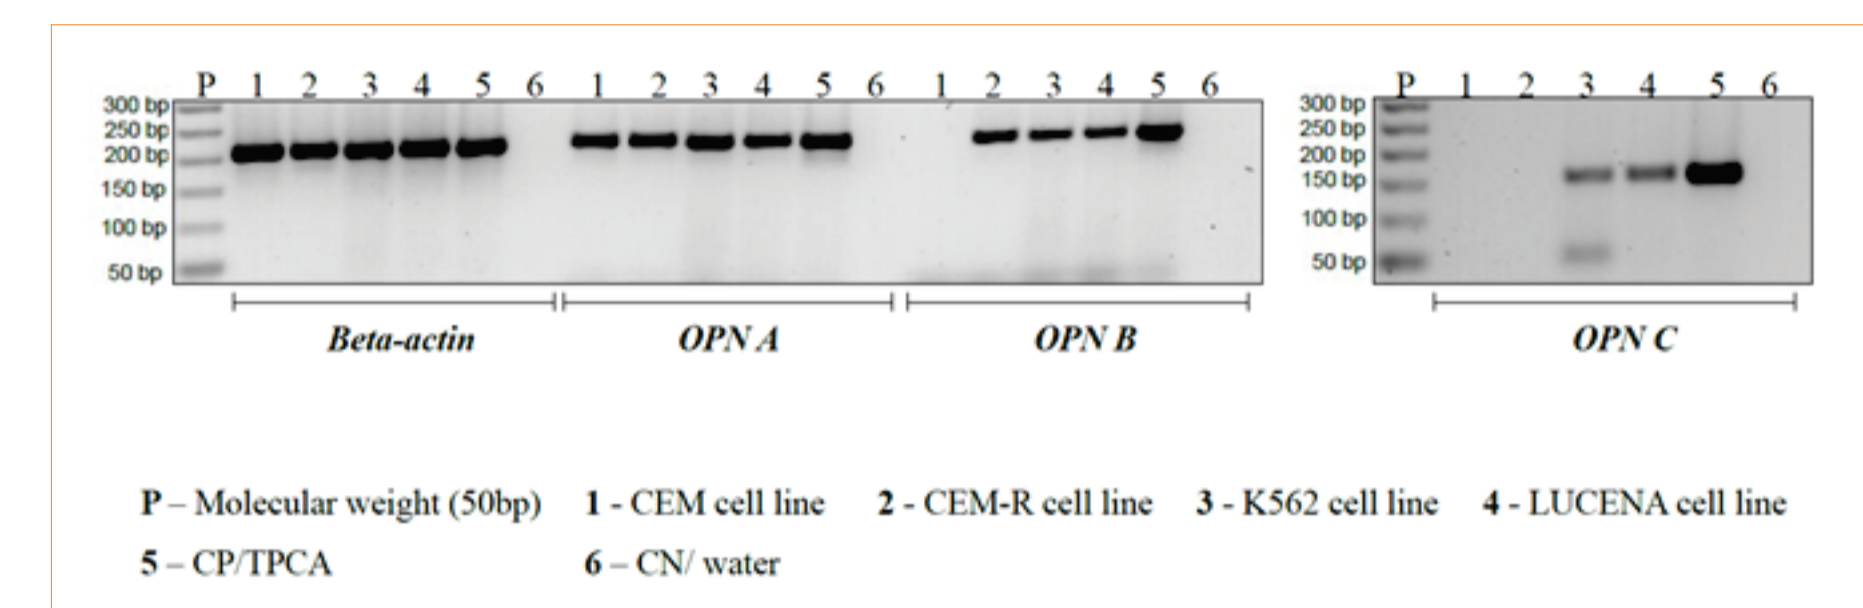 P 1 2 3 4 5 6 1 2 3 4 5 6 1 2 3 4 5 6
300 bp
250 bp
200 bp
150 bp
100 bp
50 bp
Beta-actin OPN A OPN B
P 1 2 3 4 5 6
300 bp
250 bp
200 bp
150 bp
100 bp
50 bp
OPN C
P – Molecular weight (50bp) 1 - CEM cell line 2 - CEM-R cell line 3 - K562 cell line 4 - LUCENA cell line
5 – CP/TPCA 6 – CN/ water